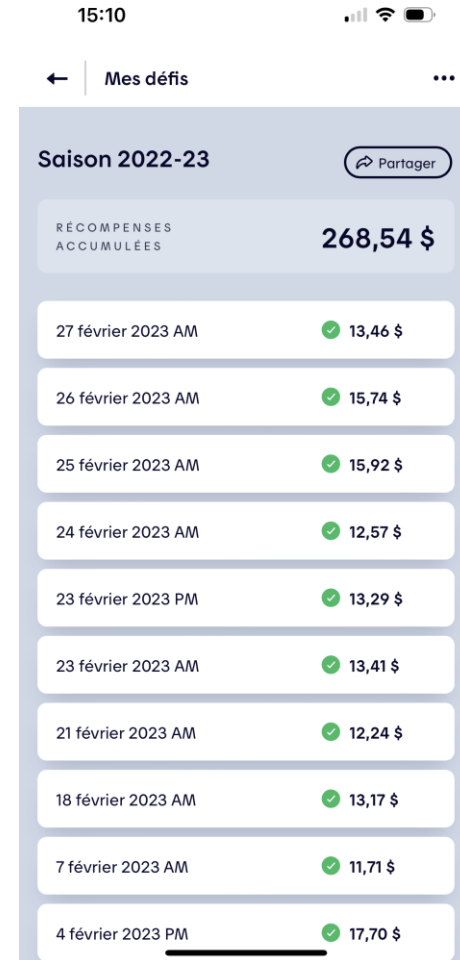 15:10
Mes défis
Saison 2022-23
Partager
RÉCOMPENSES
ACCUMULÉES
268,54 $
27 février 2023 AM 13,46 $
26 février 2023 AM 15,74 $
25 février 2023 AM 15,92 $
24 février 2023 AM 12,57 $
23 février 2023 PM 13,29 $
23 février 2023 AM 13,41 $
21 février 2023 AM 12,24 $
18 février 2023 AM 13,17 $
7 février 2023 AM 11,71 $
4 février 2023 PM 17,70 $